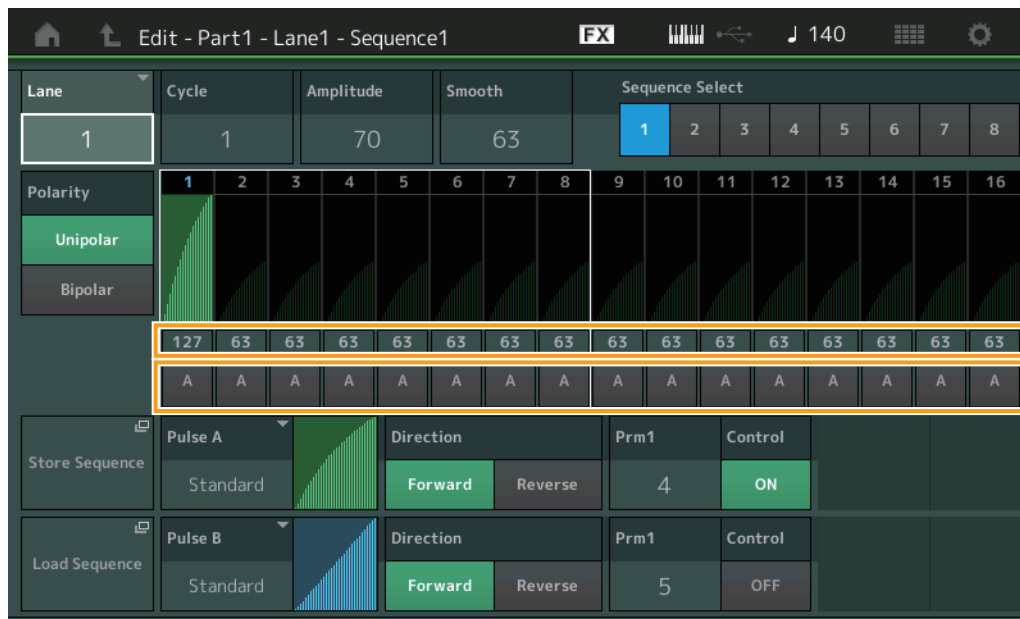 Edit - Part1 - Lane1 - Sequence1 FX ♩ 140
Lane Cycle Amplitude Smooth Sequence Select
1 1 70 63 1 2 3 4 5 6 7 8
Polarity 1 2 3 4 5 6 7 8 9 10 11 12 13 14 15 16
Unipolar
Bipolar
127 63 63 63 63 63 63 63 63 63 63 63 63 63 63 63
A A A A A A A A A A A A A A A A
Store Sequence Pulse A Direction Prm1 Control
Standard Forward Reverse 4 ON
Load Sequence Pulse B Direction Prm1 Control
Standard Forward Reverse 5 OFF